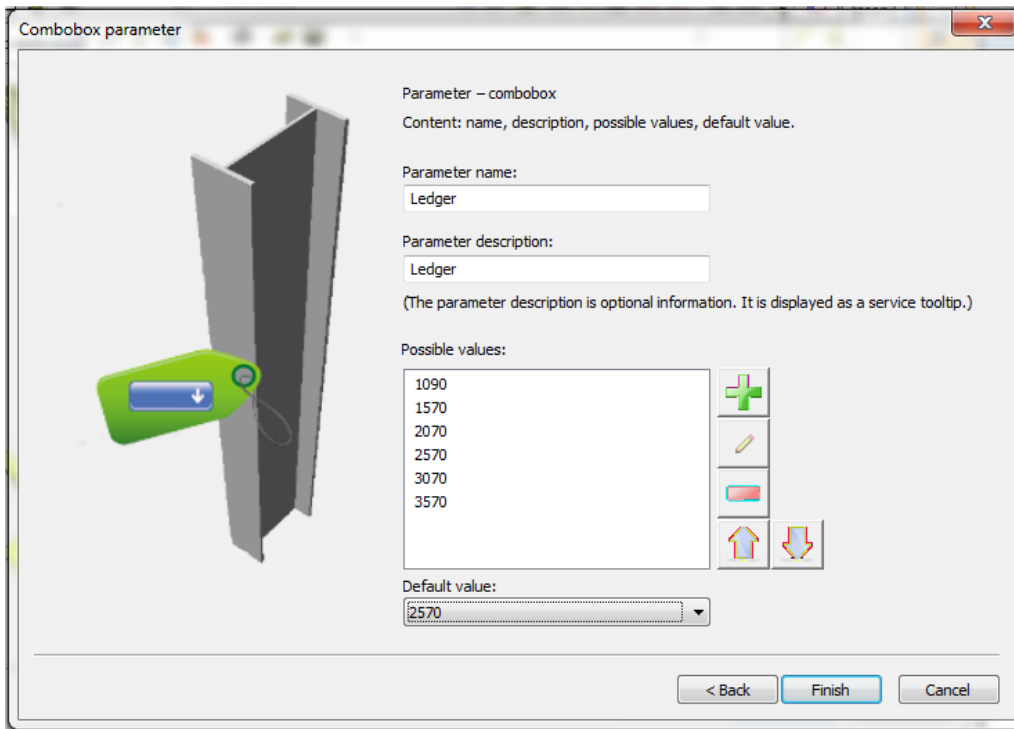 Combobox parameter
Parameter – combobox
Content: name, description, possible values, default value.
Parameter name:
Ledger
Parameter description:
Ledger
(The parameter description is optional information. It is displayed as a service tooltip.)
Possible values:
1090
1570
2070
2570
3070
3570
Default value:
2570
< Back
Finish
Cancel